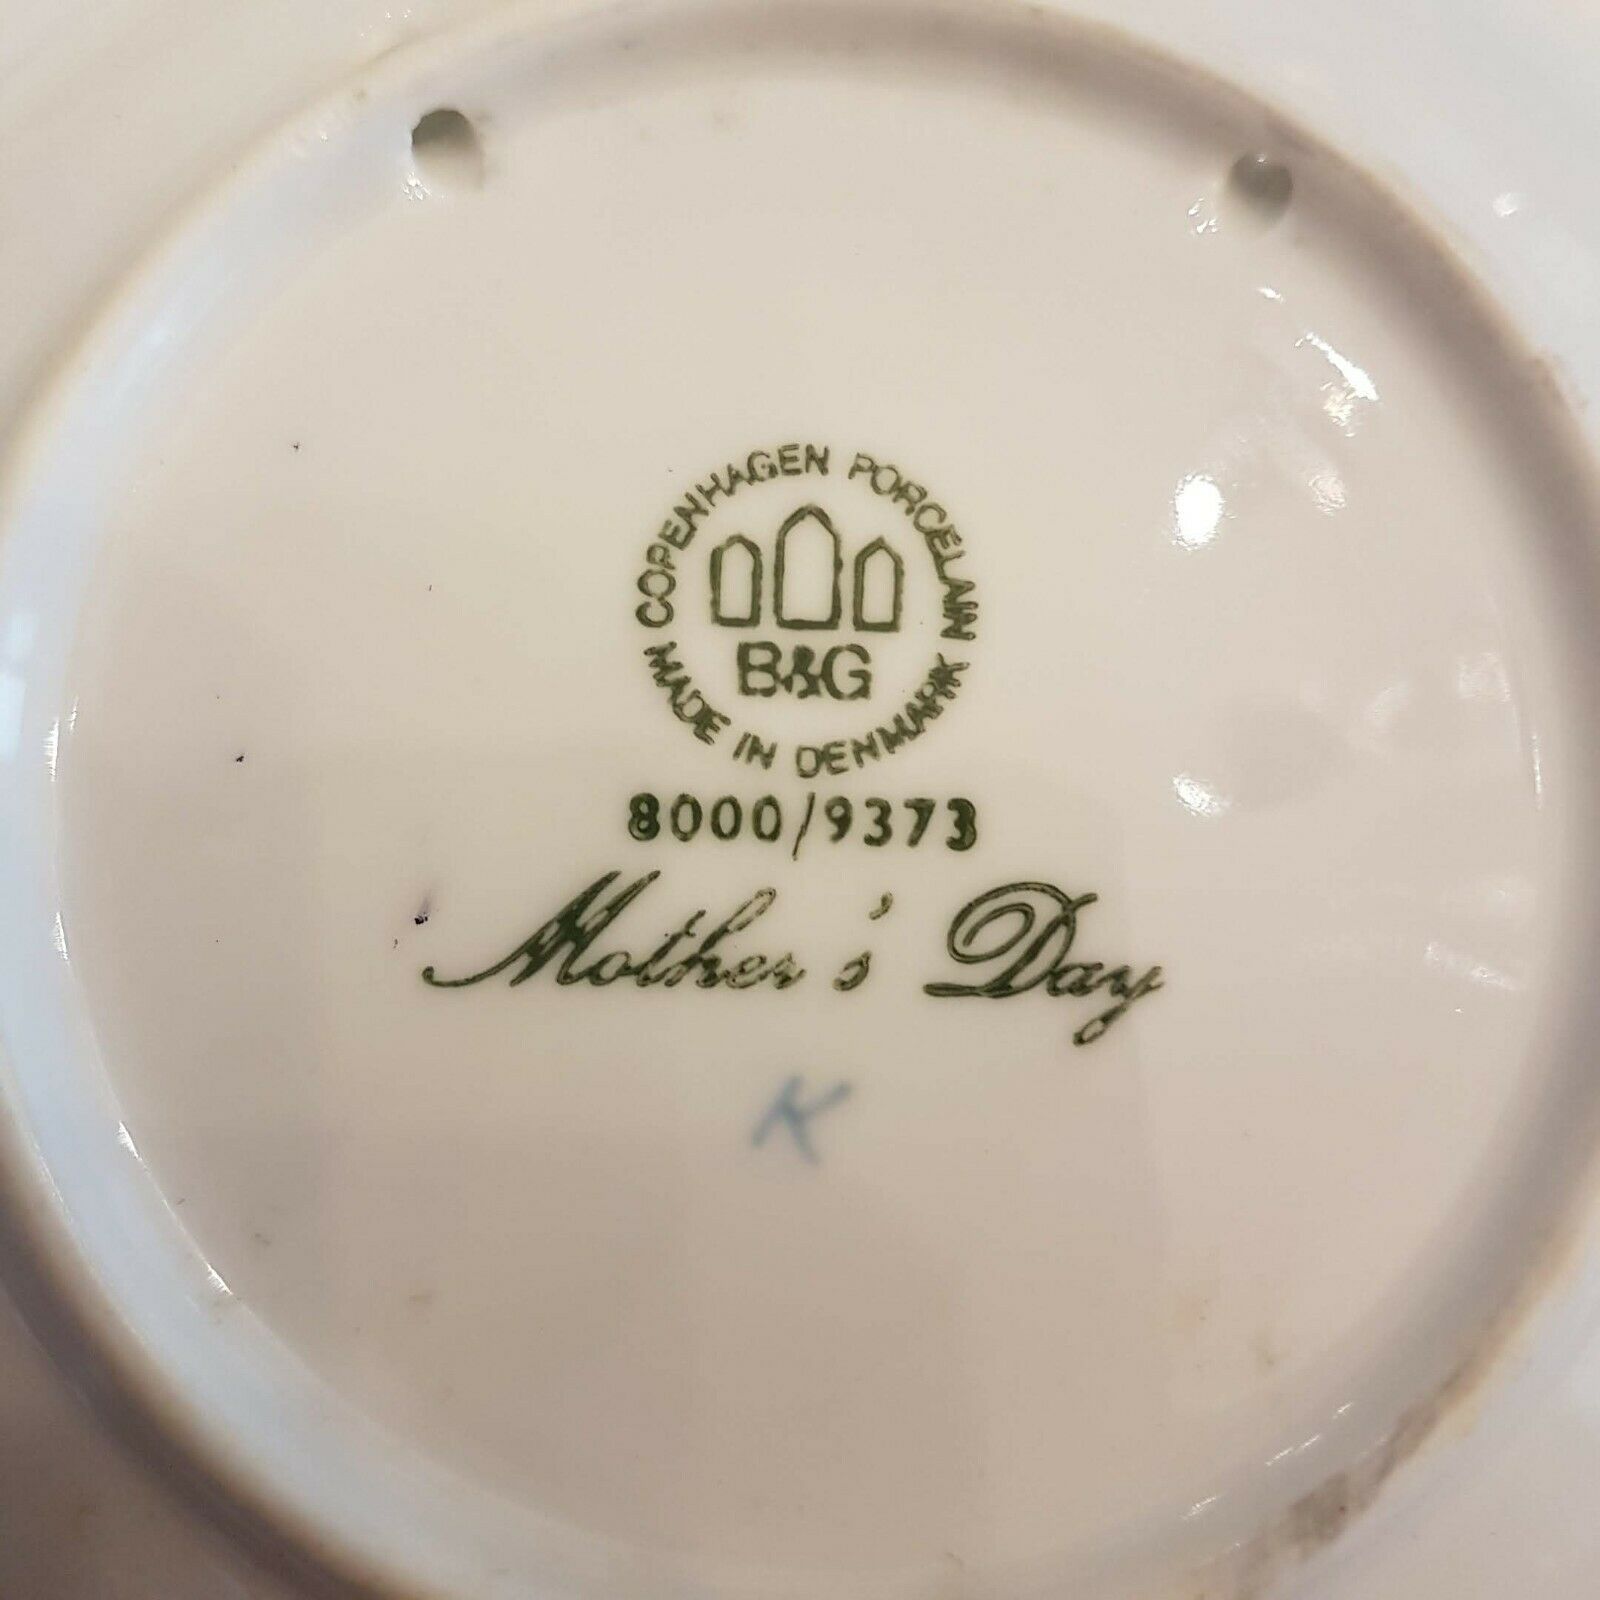 COPENHAGEN PORCELAIN
B&G
MADE IN DENMARK
8000/9373
Mother's Day
K